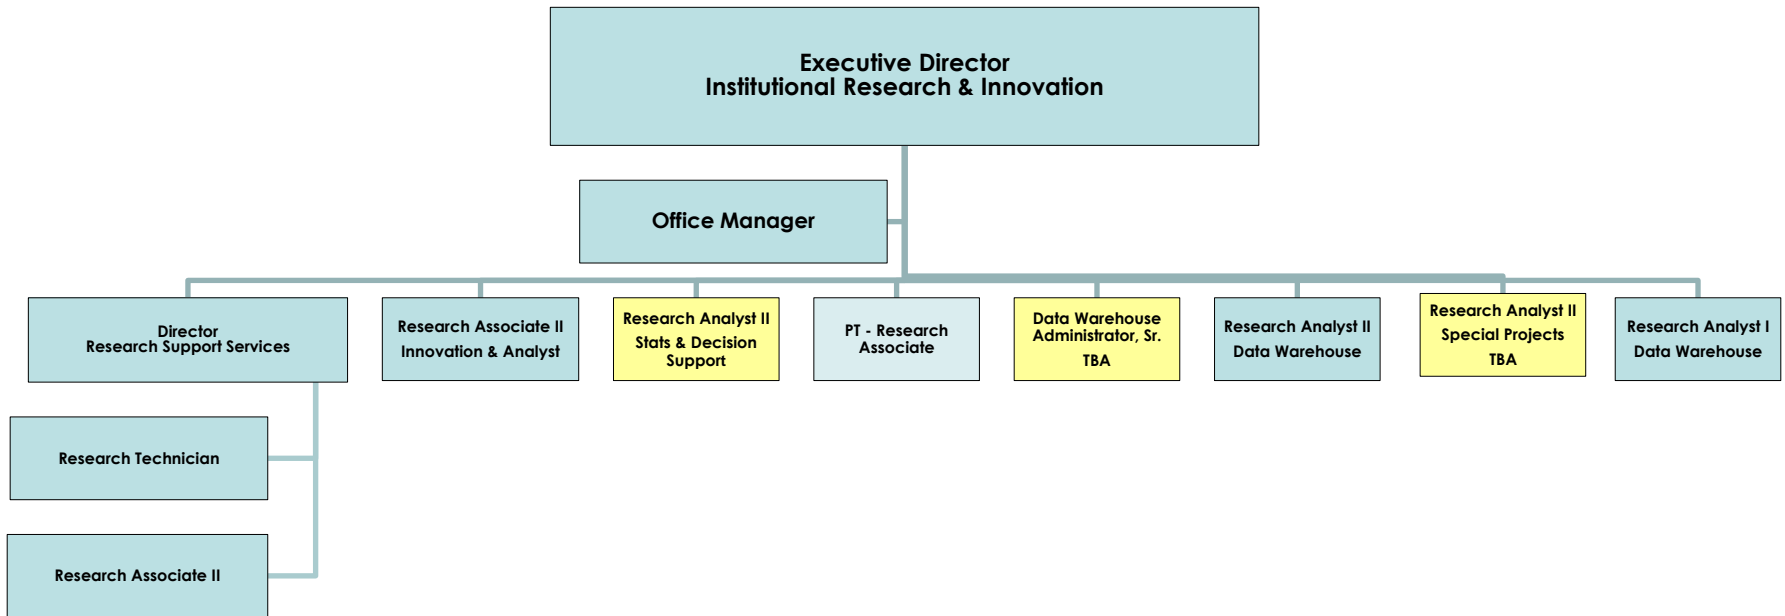 Executive Director
Institutional Research & Innovation
Office Manager
Director
Research Support Services
Research Associate II
Innovation & Analyst
Research Analyst II
Stats & Decision
Support
PT - Research
Associate
Data Warehouse
Administrator, Sr.
TBA
Research Analyst II
Data Warehouse
Research Analyst II
Special Projects
TBA
Research Analyst I
Data Warehouse
Research Technician
Research Associate II